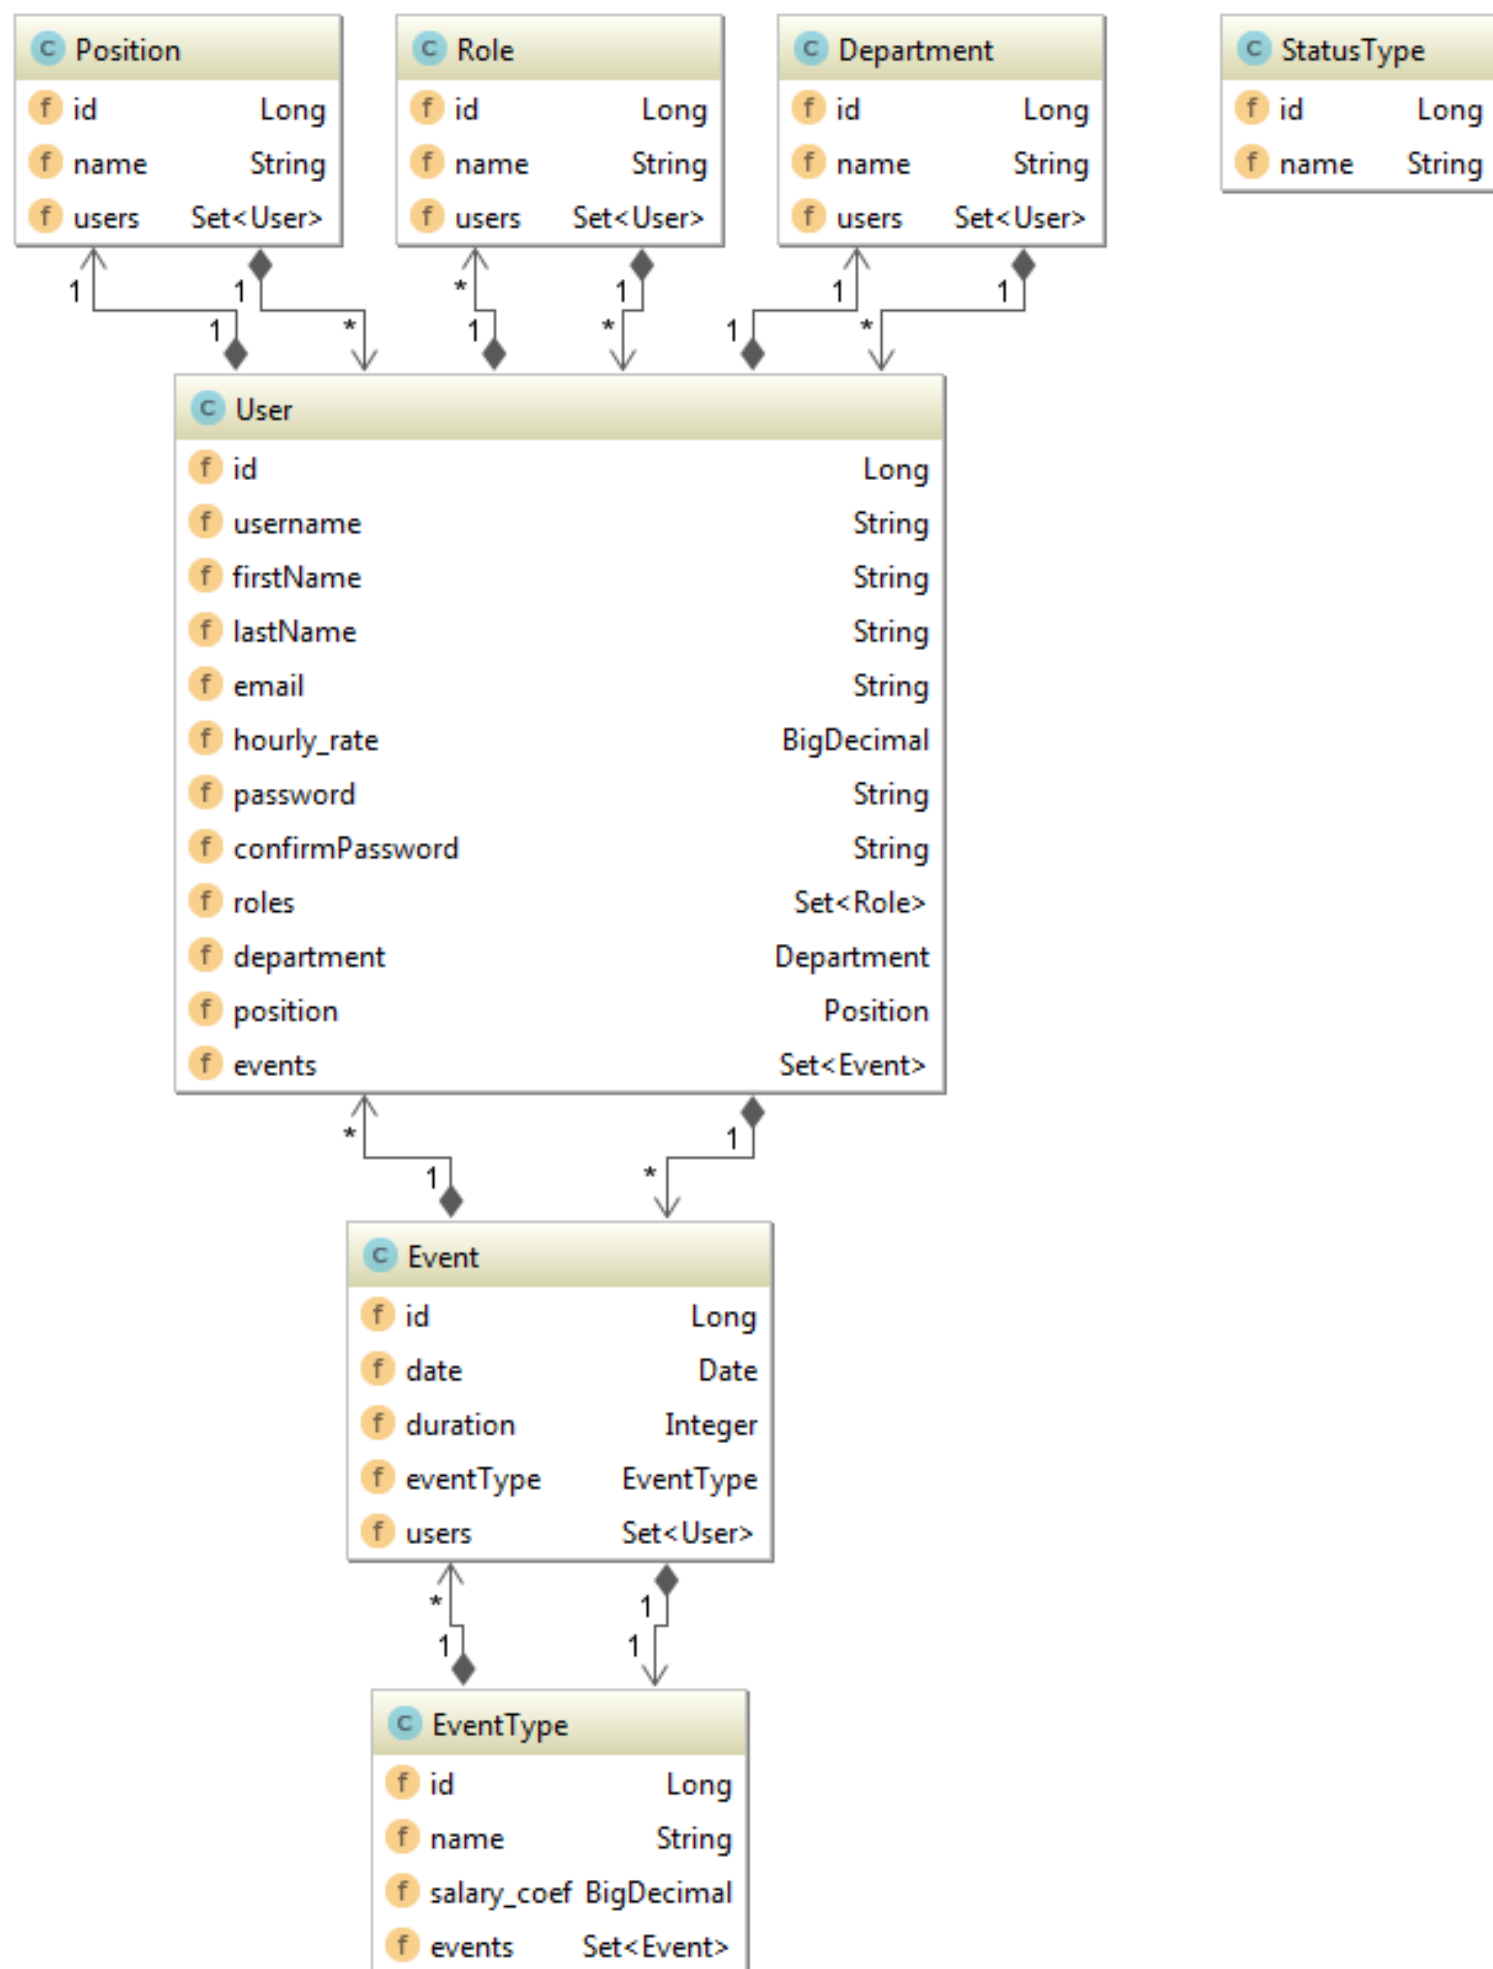 C Position
f id Long
f name String
f users Set<User>
C Role
f id Long
f name String
f users Set<User>
C Department
f id Long
f name String
f users Set<User>
C StatusType
f id Long
f name String
1 1 * 1 * 1 1 *
1 * 1 * 1 *
C User
f id Long
f username String
f firstName String
f lastName String
f email String
f hourly_rate BigDecimal
f password String
f confirmPassword String
f roles Set<Role>
f department Department
f position Position
f events Set<Event>
* 1
1 *
C Event
f id Long
f date Date
f duration Integer
f eventType EventType
f users Set<User>
* 1
1 1
C EventType
f id Long
f name String
f salary_coef BigDecimal
f events Set<Event>